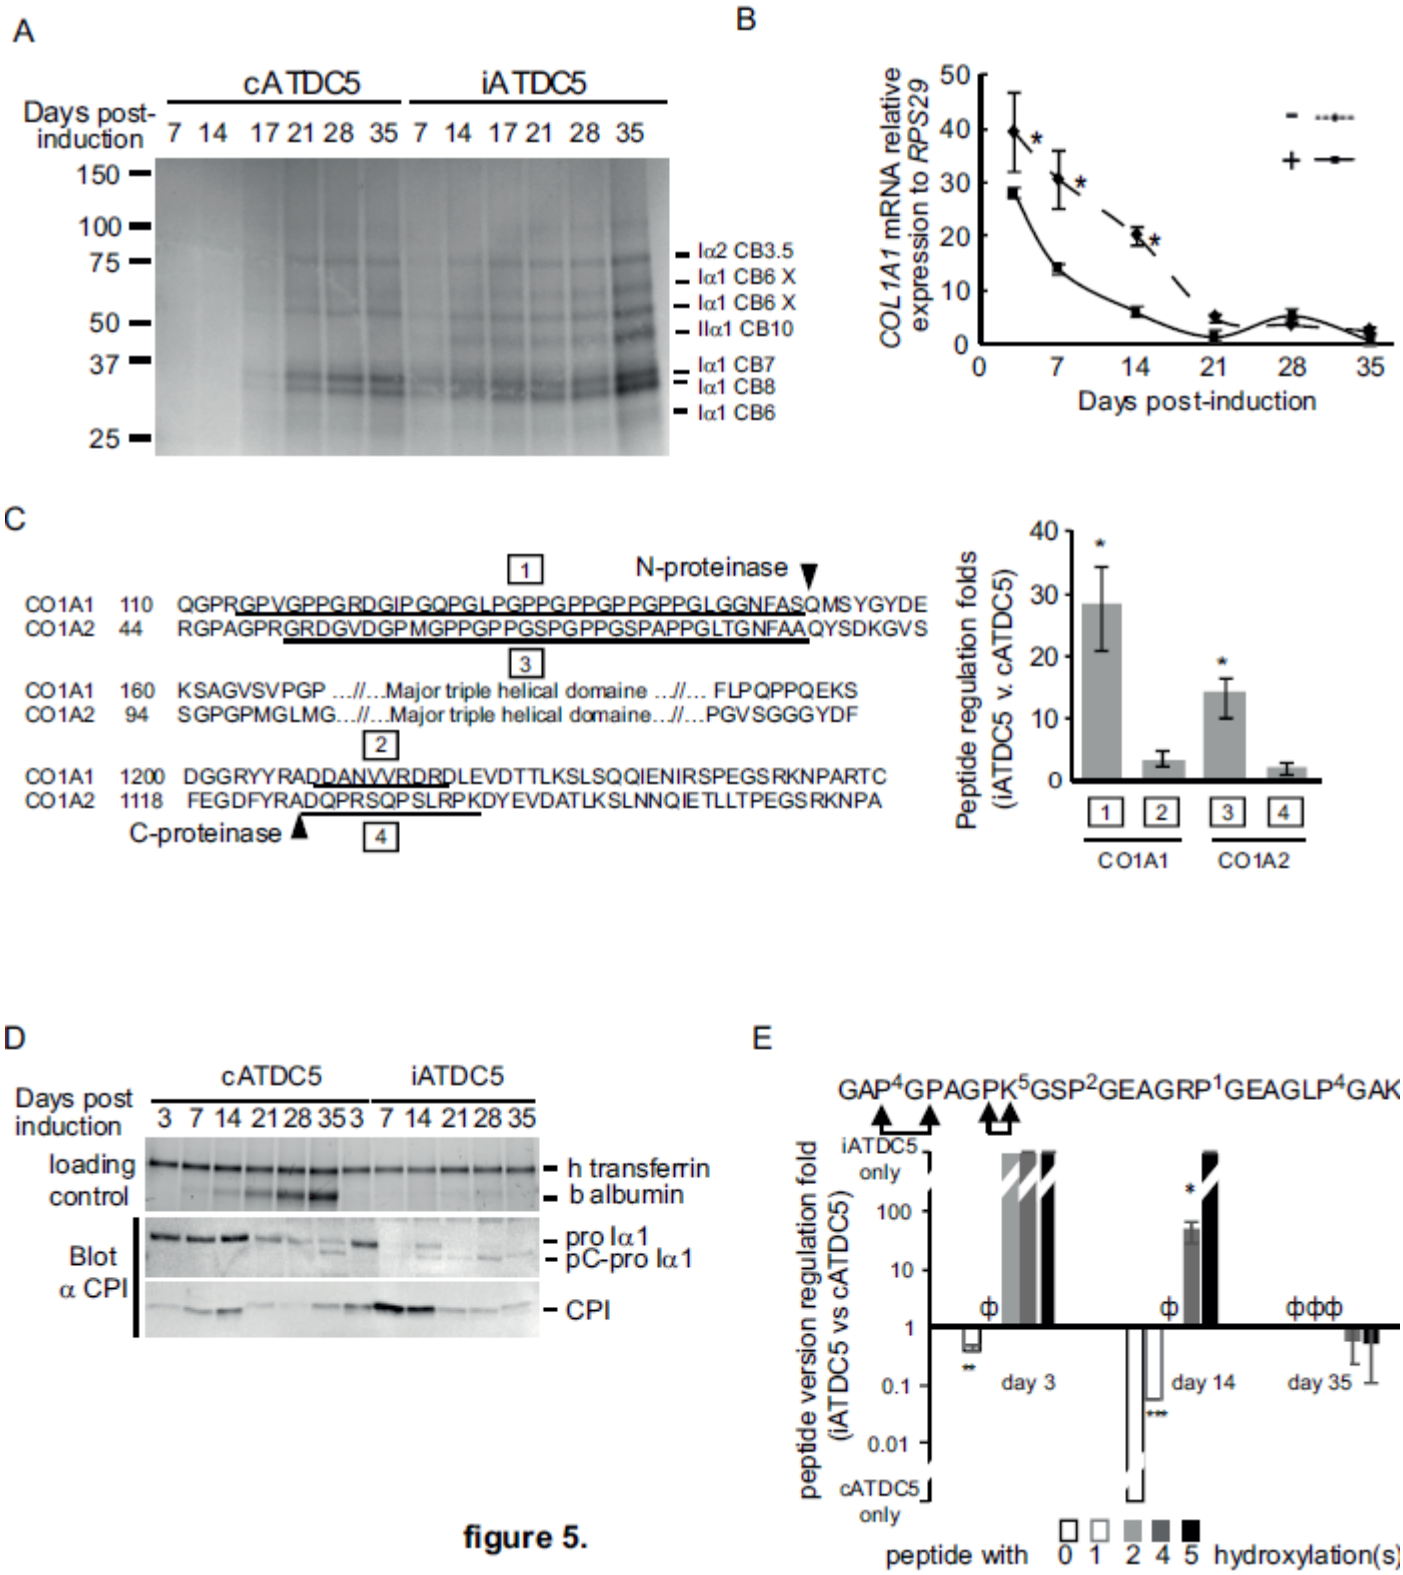 A
cATDC5 iATDC5
Days post-induction
7 14 17 21 28 35 7 14 17 21 28 35
150
100
75
50
37
25
Iα2 CB3.5
Iα1 CB6 X
Iα1 CB6 X
IIα1 CB10
Iα1 CB7
Iα1 CB8
Iα1 CB6
B
COL1A1 mRNA relative
expression to RPS29
50
40
30
20
10
0
* * *
-
+
0 7 14 21 28 35
Days post-induction
C
1
N-proteinase
CO1A1 110 QGPRGPVGPPGRDGIPGQPGLPGPPGPPGPPGPPGLGGNFASQMSYGYDE
CO1A2 44 RGPAGPRGRDGVDGPMGPPGPPGSPGPPGSPAPPGLTGNFAAQYSDKGVS
3
CO1A1 160 KSAGVSVPGP ...//...Major triple helical domaine ...//... FLPQPPQEKS
CO1A2 94 SGPGPMGLMG...//...Major triple helical domaine...//...PGVSGGGYDF
2
CO1A1 1200 DGGRYYRADDANVVRDRDLEVDTTLKSLSQQIENIRSPEGSRKNPARTC
CO1A2 1118 FEGDFYRADQPRSQPSLRPKDYEVDATLKSLNNQIETLLTPEGSRKNPA
C-proteinase
4
Peptide regulation folds
(iATDC5 v. cATDC5)
40
30
20
10
0
* *
1 2 3 4
CO1A1 CO1A2
D
cATDC5 iATDC5
Days post
induction
3 7 14 21 28 35 3 7 14 21 28 35
loading
control
h transferrin
b albumin
Blot
α CPI
pro Iα1
pC-pro Iα1
CPI
E
GAP⁴GPAGPK⁵GSP²GEAGRP¹GEAGLP⁴GAK
peptide version regulation fold
(iATDC5 vs cATDC5)
iATDC5
only
100
10
1
0.1
0.01
cATDC5
only
Φ Φ ΦΦΦ
** *** *
day 3 day 14 day 35
peptide with 0 1 2 4 5 hydroxylation(s)
figure 5.